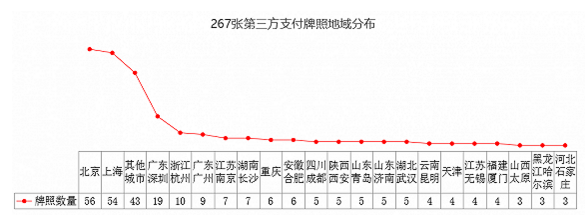 267张第三方支付牌照地域分布
北京 上海 其他城市 广东深圳 浙江杭州 广东广州 江苏南京 湖南长沙 重庆 安徽合肥 四川成都 陕西西安 山东青岛 山东济南 湖北武汉 云南昆明 天津 江苏无锡 福建厦门 山西太原 黑龙江哈尔滨 河北石家庄
牌照数量 56 54 43 19 10 9 7 7 6 6 5 5 5 5 5 4 4 4 4 3 3 3